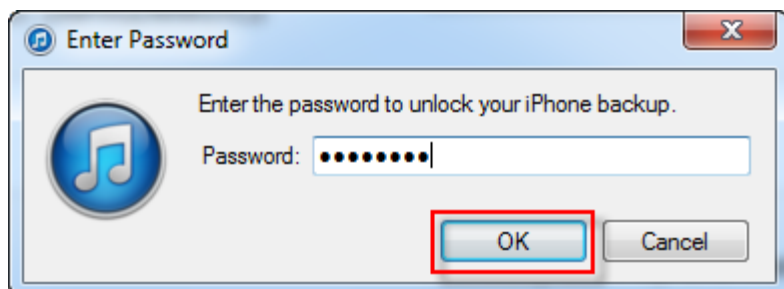 Enter Password
Enter the password to unlock your iPhone backup.
Password: ••••••••
OK Cancel